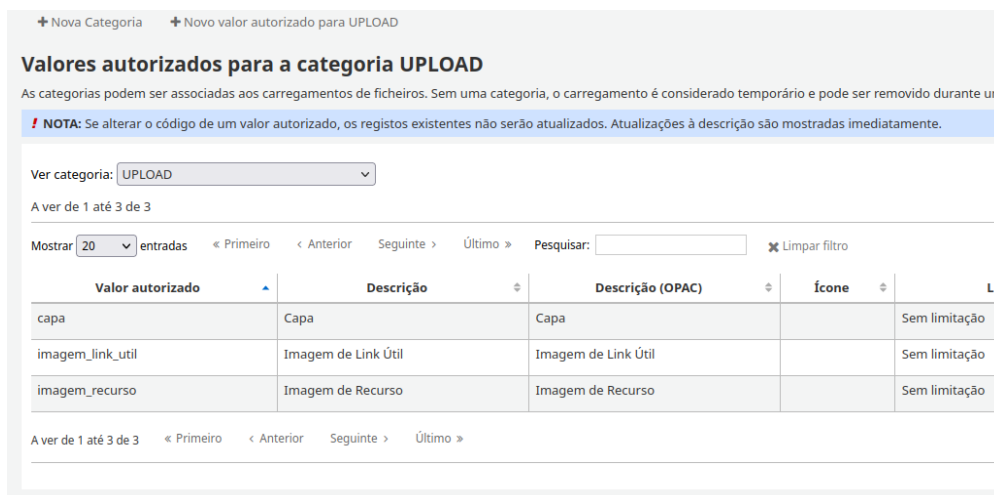 Nova Categoria Novo valor autorizado para UPLOAD
Valores autorizados para a categoria UPLOAD
As categorias podem ser associadas aos carregamentos de ficheiros. Sem uma categoria, o carregamento é considerado temporário e pode ser removido durante
! NOTA: Se alterar o código de um valor autorizado, os registos existentes não serão atualizados. Atualizações à descrição são mostradas imediatamente.
Ver categoria: UPLOAD
A ver de 1 até 3 de 3
Mostrar 20 entradas « Primeiro ‹ Anterior Seguinte › Último » Pesquisar: Limpar filtro
Valor autorizado Descrição Descrição (OPAC) Ícone
capa Capa Capa Sem limitação
imagem_link_util Imagem de Link Útil Imagem de Link Útil Sem limitação
imagem_recurso Imagem de Recurso Imagem de Recurso Sem limitação
A ver de 1 até 3 de 3 « Primeiro ‹ Anterior Seguinte › Último »